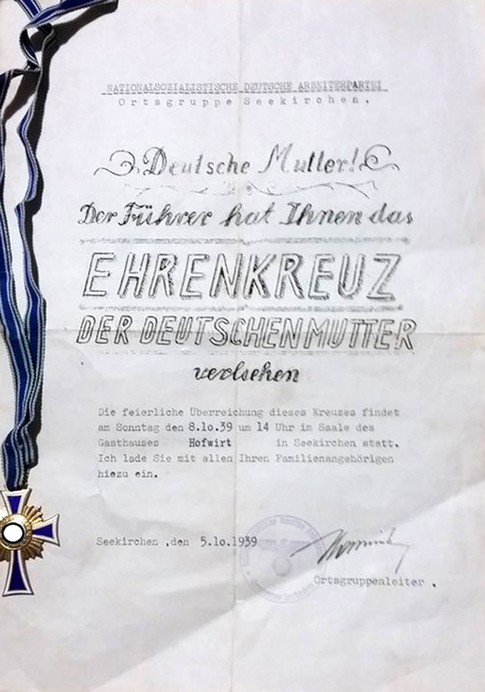 NATIONALSOZIALISTISCHE DEUTSCHE ARBEITERPARTEI
Ortsgruppe Seekirchen.
Deutsche Mutter!
Der Führer hat Ihnen das
EHRENKREUZ
DER DEUTSCHEN MUTTER
verliehen
Die feierliche Überreichung dieses Kreuzes findet
am Sonntag den 8.10.39 um 14 Uhr im Saale des
Gasthauses Hofwirt in Seekirchen statt.
Ich lade Sie mit allen Ihren Familienangehörigen
hiezu ein.
Seekirchen ,den 5.10.1939
Ortsgruppenleiter .